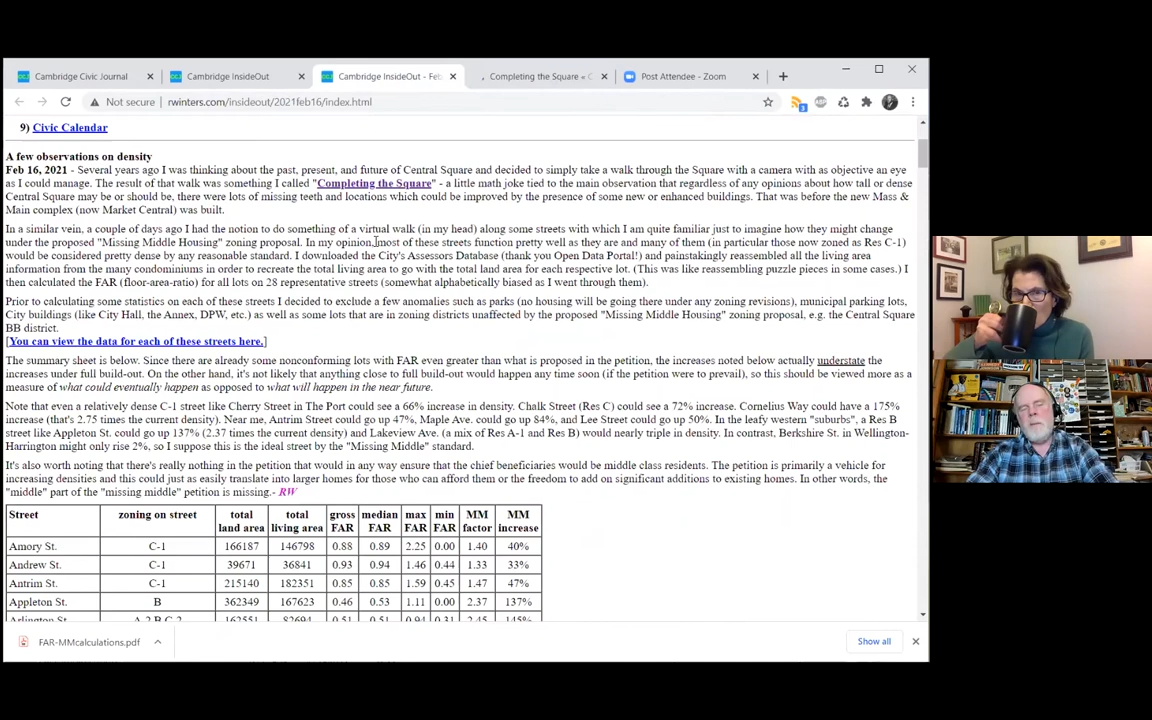 Cambridge Civic Journal
Cambridge InsideOut
Cambridge InsideOut - Feb
Completing the Square « C
Post Attendee - Zoom
Not secure | rwinters.com/insideout/2021feb16/index.html
9) Civic Calendar
A few observations on density
Feb 16, 2021 - Several years ago I was thinking about the past, present, and future of Central Square and decided to simply take a walk through the Square with a camera with as objective an eye
as I could manage. The result of that walk was something I called "Completing the Square" - a little math joke tied to the main observation that regardless of any opinions about how tall or dense
Central Square may be or should be, there were lots of missing teeth and locations which could be improved by the presence of some new or enhanced buildings. That was before the new Mass &
Main complex (now Market Central) was built.
In a similar vein, a couple of days ago I had the notion to do something of a virtual walk (in my head) along some streets with which I am quite familiar just to imagine how they might change
under the proposed "Missing Middle Housing" zoning proposal. In my opinion, most of these streets function pretty well as they are and many of them (in particular those now zoned as Res C-1)
would be considered pretty dense by any reasonable standard. I downloaded the City's Assessors Database (thank you Open Data Portal!) and painstakingly reassembled all the living area
information from the many condominiums in order to recreate the total living area to go with the total land area for each respective lot. (This was like reassembling puzzle pieces in some cases.) I
then calculated the FAR (floor-area-ratio) for all lots on 28 representative streets (somewhat alphabetically biased as I went through them).
Prior to calculating some statistics on each of these streets I decided to exclude a few anomalies such as parks (no housing will be going there under any zoning revisions), municipal parking lots,
City buildings (like City Hall, the Annex, DPW, etc.) as well as some lots that are in zoning districts unaffected by the proposed "Missing Middle Housing" zoning proposal, e.g. the Central Square
BB district.
[You can view the data for each of these streets here.]
The summary sheet is below. Since there are already some nonconforming lots with FAR even greater than what is proposed in the petition, the increases noted below actually understate the
increases under full build-out. On the other hand, it's not likely that anything close to full build-out would happen any time soon (if the petition were to prevail), so this should be viewed more as a
measure of what could eventually happen as opposed to what will happen in the near future.
Note that even a relatively dense C-1 street like Cherry Street in The Port could see a 66% increase in density. Chalk Street (Res C) could see a 72% increase. Cornelius Way could have a 175%
increase (that's 2.75 times the current density). Near me, Antrim Street could go up 47%, Maple Ave. could go up 84%, and Lee Street could go up 50%. In the leafy western "suburbs", a Res B
street like Appleton St. could go up 137% (2.37 times the current density) and Lakeview Ave. (a mix of Res A-1 and Res B) would nearly triple in density. In contrast, Berkshire St. in Wellington-
Harrington might only rise 2%, so I suppose this is the ideal street by the "Missing Middle" standard.
It's also worth noting that there's really nothing in the petition that would in any way ensure that the chief beneficiaries would be middle class residents. The petition is primarily a vehicle for
increasing densities and this could just as easily translate into larger homes for those who can afford them or the freedom to add on significant additions to existing homes. In other words, the
"middle" part of the "missing middle" petition is missing.- RW
Street zoning on street total land area total living area gross FAR median FAR max FAR min FAR MM factor MM increase
Amory St. C-1 166187 146798 0.88 0.89 2.25 0.00 1.40 40%
Andrew St. C-1 39671 36841 0.93 0.94 1.46 0.44 1.33 33%
Antrim St. C-1 215140 182351 0.85 0.85 1.59 0.45 1.47 47%
Appleton St. B 362349 167623 0.46 0.53 1.11 0.00 2.37 137%
Arlington St. 162551 82694 0.51 0.51 0.94 0.31 2.45 145%
FAR-MMcalculations.pdf
Show all